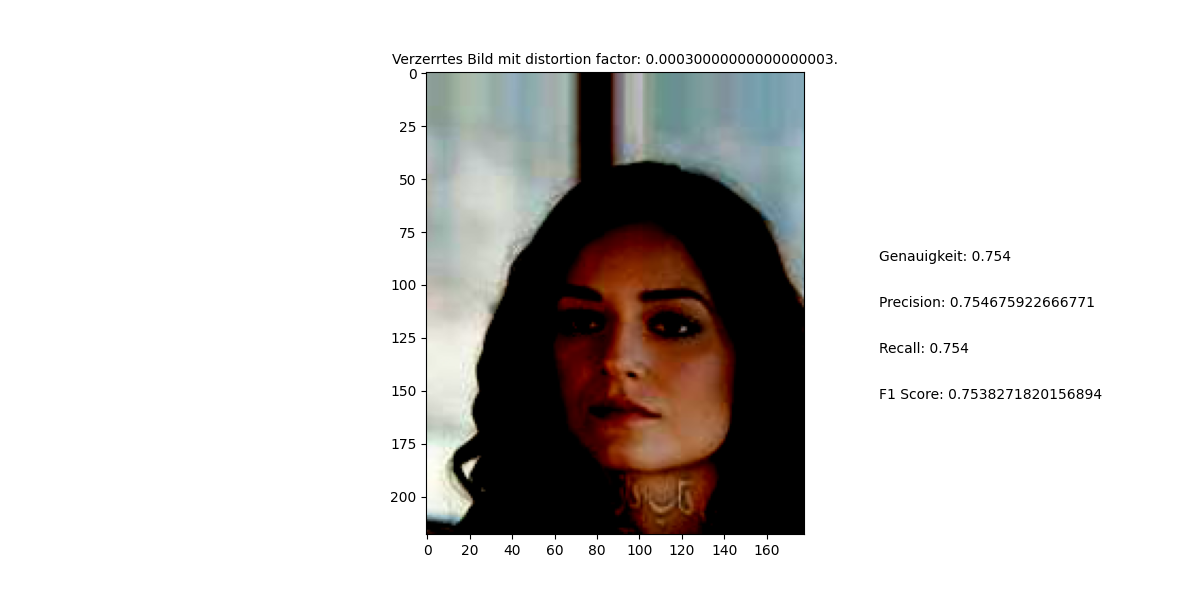 Verzerrtes Bild mit distortion factor: 0.00030000000000000003.
0
25
50
75
100
125
150
175
200
0 20 40 60 80 100 120 140 160
Genauigkeit: 0.754
Precision: 0.754675922666771
Recall: 0.754
F1 Score: 0.7538271820156894